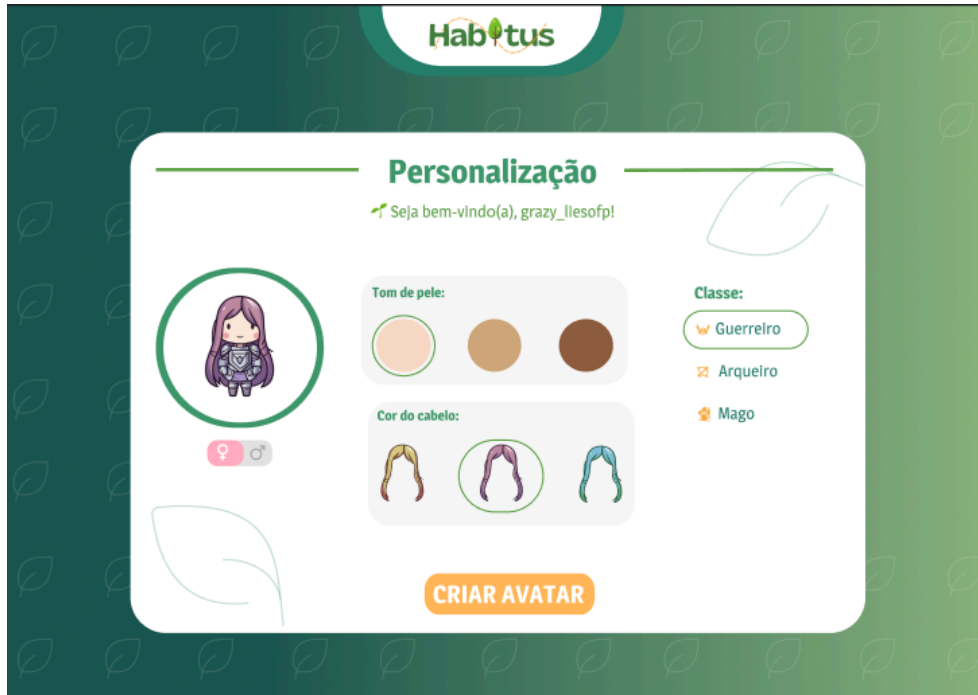 Habitus
Personalização
Seja bem-vindo(a), grazy_liesofp!
Tom de pele:
Cor do cabelo:
Classe:
Guerreiro
Arqueiro
Mago
CRIAR AVATAR